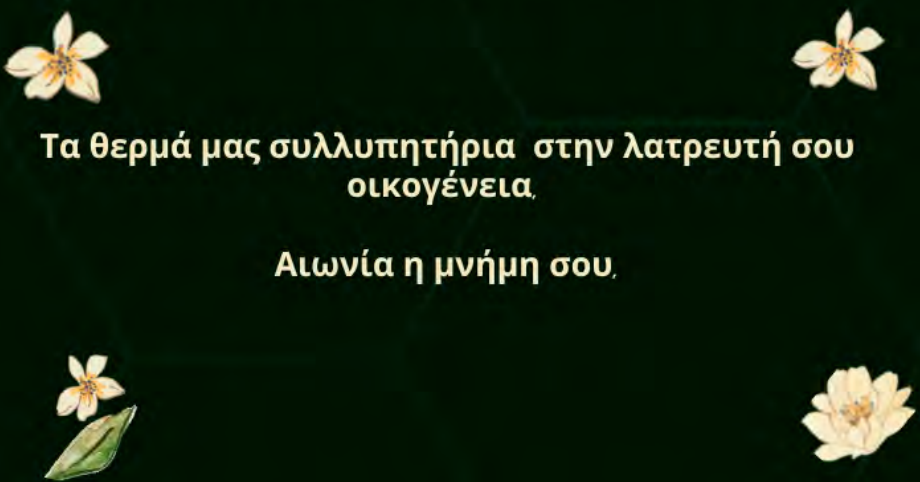 Τα θερμά μας συλλυπητήρια  στην λατρευτή σου
οικογένεια,
Αιωνία η μνήμη σου,